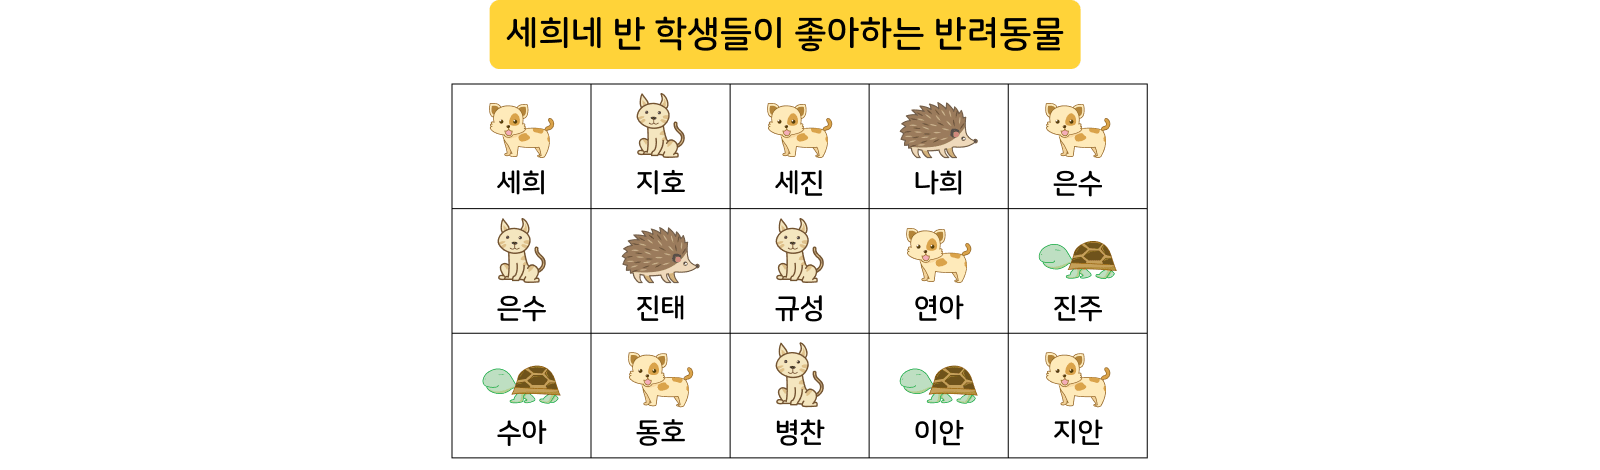 세희네 반 학생들이 좋아하는 반려동물
세희 지호 세진 나희 은수
은수 진태 규성 연아 진주
수아 동호 병찬 이안 지안